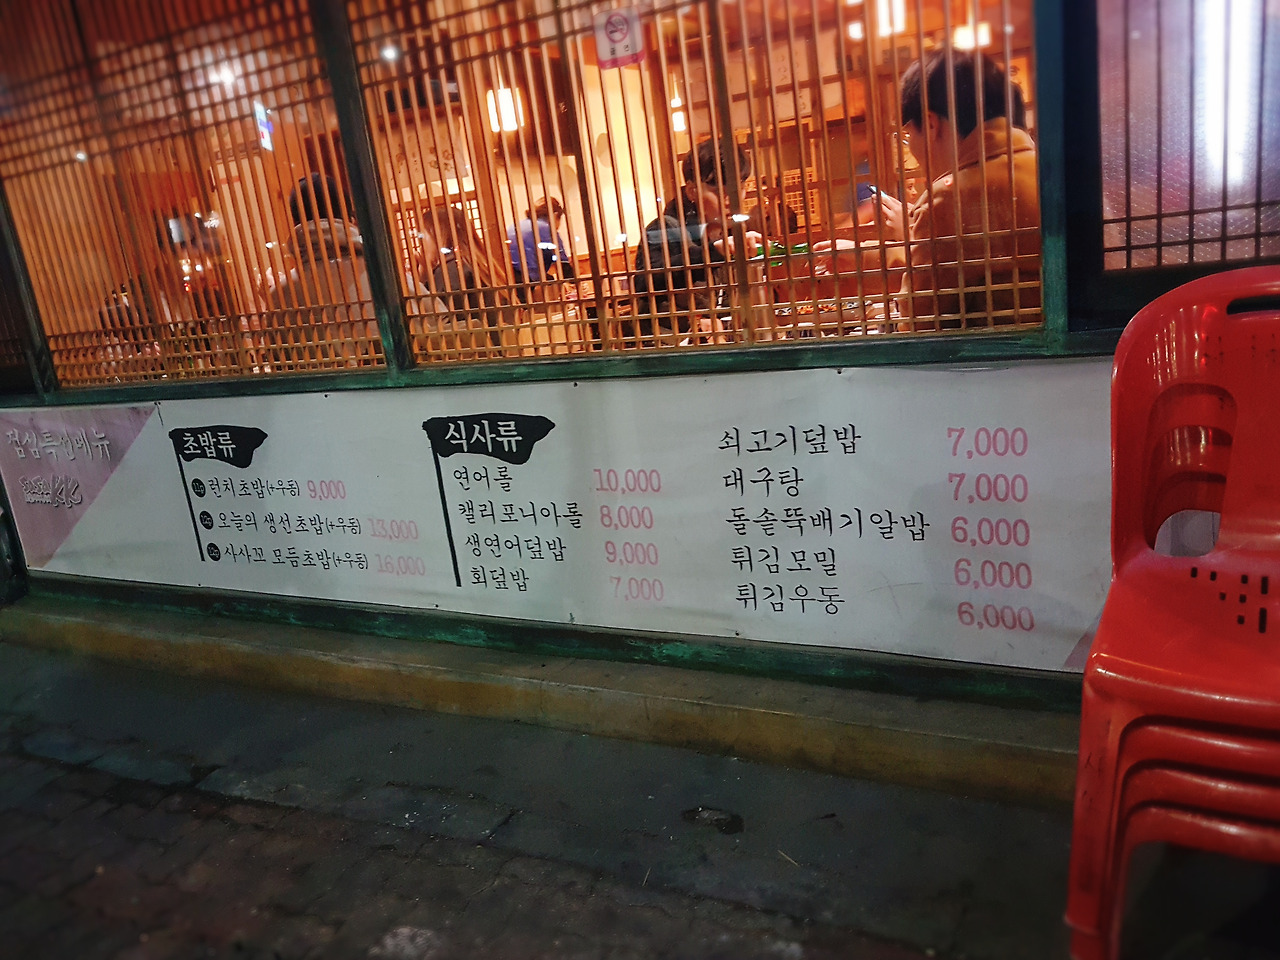 금연
점심특선메뉴
초밥류
런치초밥(+우동) 9,000
오늘의 생선초밥(+우동) 13,000
사사꼬 모듬초밥(+우동) 16,000
식사류
연어롤 10,000
캘리포니아롤 8,000
생연어덮밥 9,000
회덮밥 7,000
쇠고기덮밥 7,000
대구탕 7,000
돌솥뚝배기알밥 6,000
튀김모밀 6,000
튀김우동 6,000